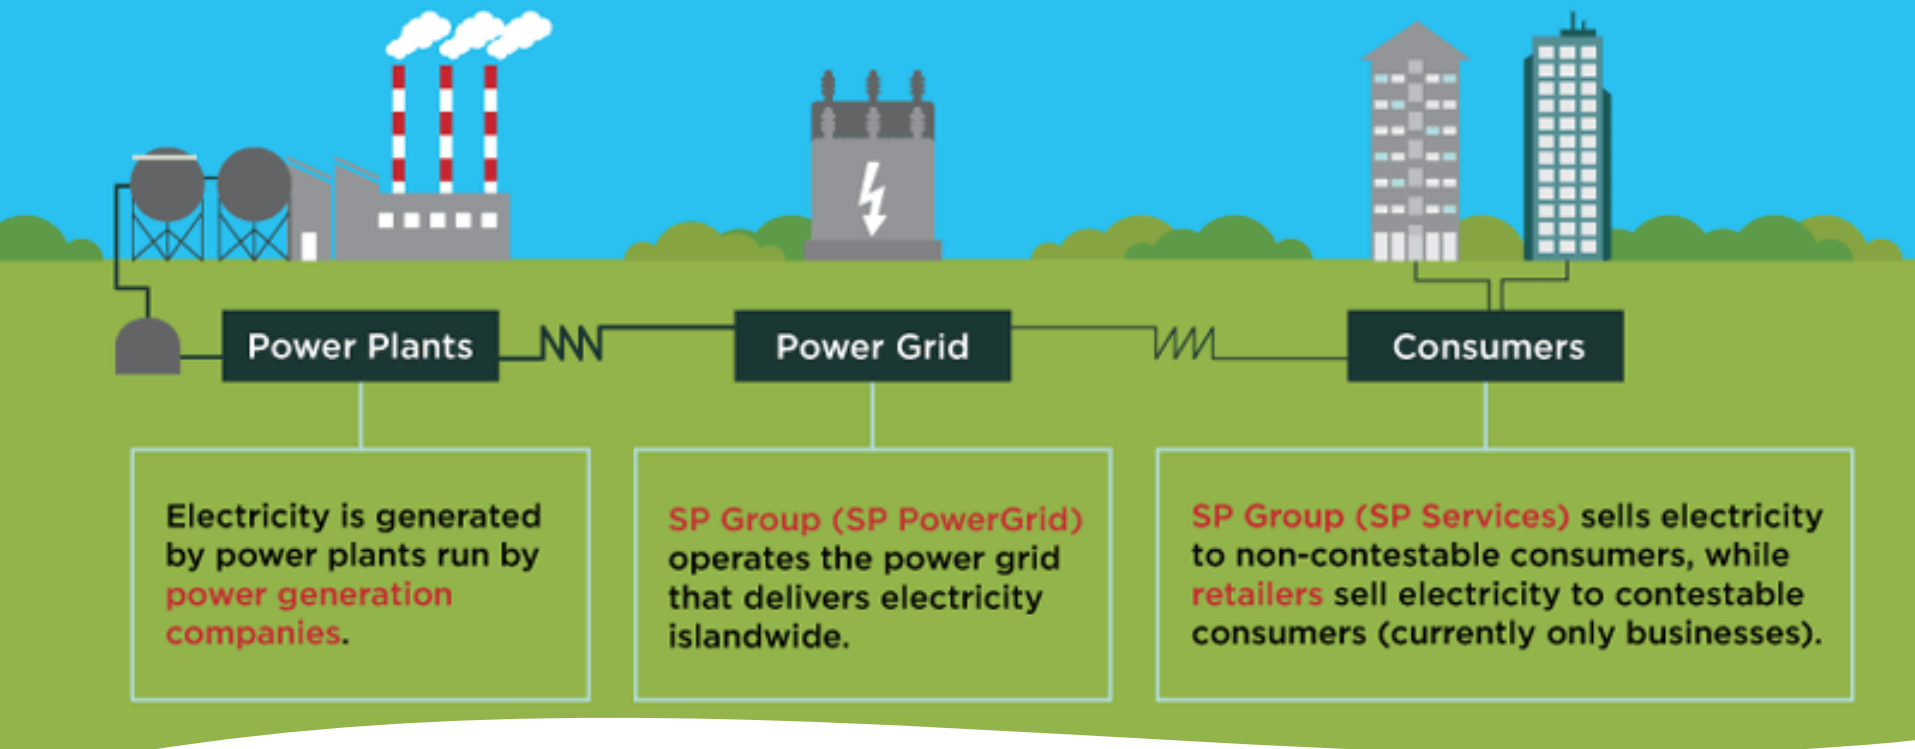 Power Plants
Power Grid
Consumers
Electricity is generated
by power plants run by
power generation
companies.
SP Group (SP PowerGrid)
operates the power grid
that delivers electricity
islandwide.
SP Group (SP Services) sells electricity
to non-contestable consumers, while
retailers sell electricity to contestable
consumers (currently only businesses).